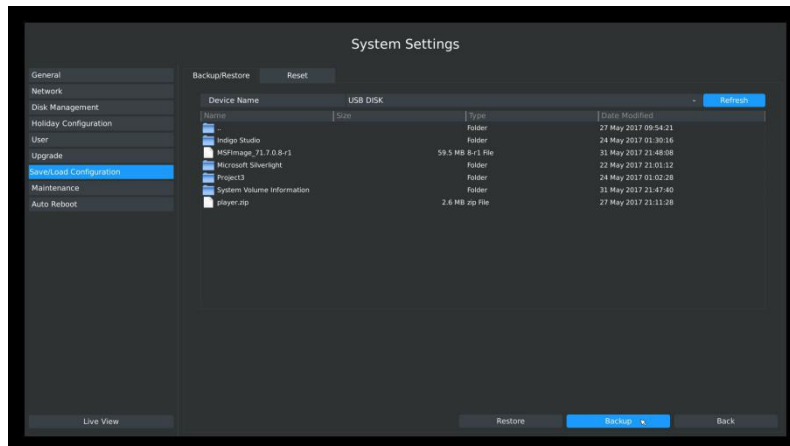 System Settings
General
Network
Disk Management
Holiday Configuration
User
Upgrade
Save/Load Configuration
Maintenance
Auto Reboot
Live View
Backup/Restore Reset
Device Name USB DISK Refresh
Name Size Type Date Modified
.. Folder 27 May 2017 09:54:21
Indigo Studio Folder 24 May 2017 01:30:16
MSFImage_71.7.0.8-r1 59.5 MB 8-r1 File 31 May 2017 21:48:08
Microsoft Silverlight Folder 22 May 2017 21:01:12
Project3 Folder 24 May 2017 01:02:28
System Volume Information Folder 31 May 2017 21:47:40
player.zip 2.6 MB zip File 27 May 2017 21:11:28
Restore Backup Back